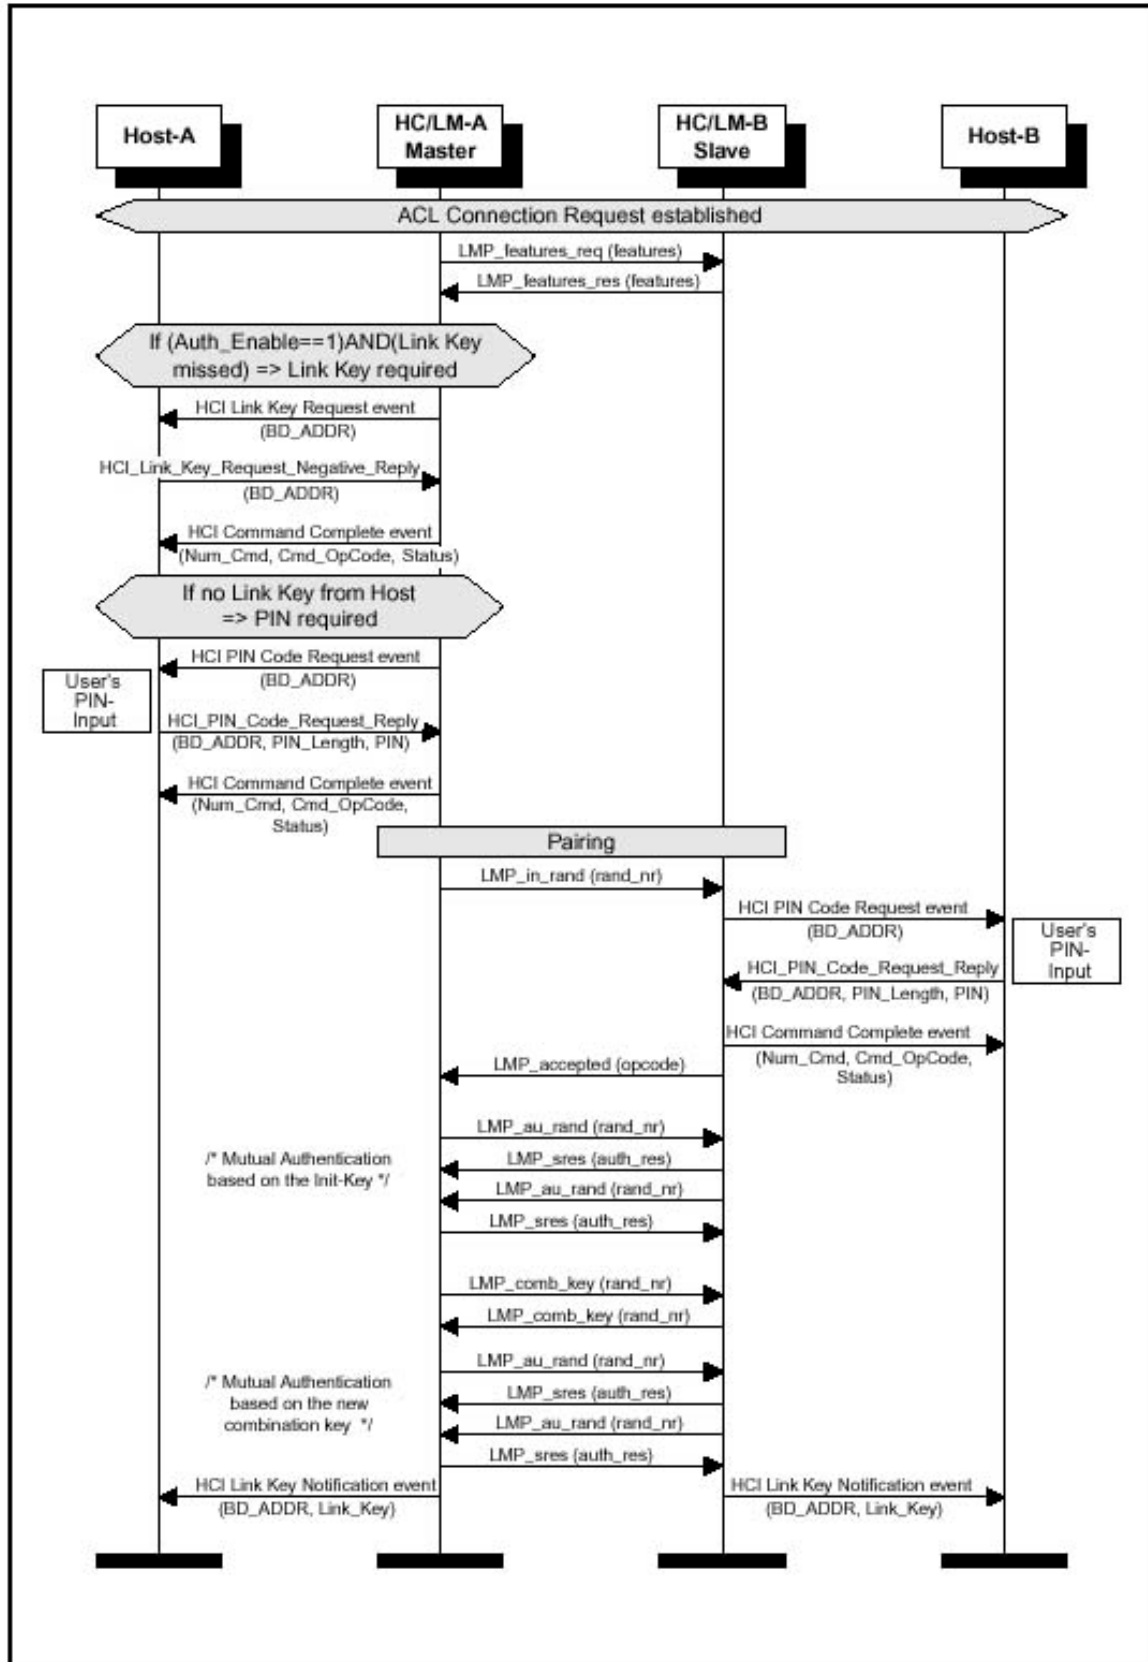 Host-A
HC/LM-A
Master
HC/LM-B
Slave
Host-B
ACL Connection Request established
LMP_features_req (features)
LMP_features_res (features)
If (Auth_Enable==1)AND(Link Key
missed) => Link Key required
HCI Link Key Request event
(BD_ADDR)
HCI_Link_Key_Request_Negative_Reply
(BD_ADDR)
HCI Command Complete event
(Num_Cmd, Cmd_OpCode, Status)
If no Link Key from Host
=> PIN required
HCI PIN Code Request event
(BD_ADDR)
User's
PIN-
Input
HCI_PIN_Code_Request_Reply
(BD_ADDR, PIN_Length, PIN)
HCI Command Complete event
(Num_Cmd, Cmd_OpCode,
Status)
Pairing
LMP_in_rand (rand_nr)
HCI PIN Code Request event
(BD_ADDR)
User's
PIN-
Input
HCI_PIN_Code_Request_Reply
(BD_ADDR, PIN_Length, PIN)
HCI Command Complete event
(Num_Cmd, Cmd_OpCode,
Status)
LMP_accepted (opcode)
LMP_au_rand (rand_nr)
/* Mutual Authentication
based on the Init-Key */
LMP_sres (auth_res)
LMP_au_rand (rand_nr)
LMP_sres (auth_res)
LMP_comb_key (rand_nr)
LMP_comb_key (rand_nr)
LMP_au_rand (rand_nr)
/* Mutual Authentication
based on the new
combination key */
LMP_sres (auth_res)
LMP_au_rand (rand_nr)
LMP_sres (auth_res)
HCI Link Key Notification event
(BD_ADDR, Link_Key)
HCI Link Key Notification event
(BD_ADDR, Link_Key)